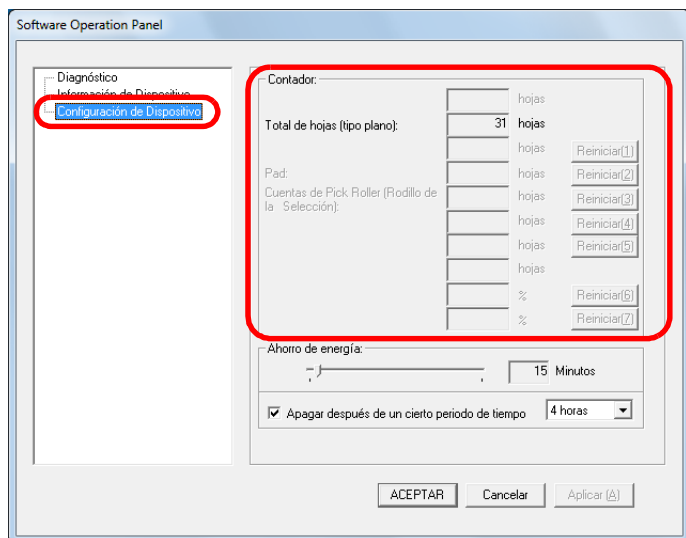 Software Operation Panel
Diagnóstico
Información de Dispositivo
Configuración de Dispositivo
Contador:
hojas
Total de hojas (tipo plano): 31 hojas
hojas Reiniciar(1)
Pad: hojas Reiniciar(2)
Cuentas de Pick Roller (Rodillo de
la Selección): hojas Reiniciar(3)
hojas Reiniciar(4)
hojas Reiniciar(5)
hojas
% Reiniciar(6)
% Reiniciar(7)
Ahorro de energía:
15 Minutos
Apagar después de un cierto periodo de tiempo 4 horas
ACEPTAR Cancelar Aplicar (A)